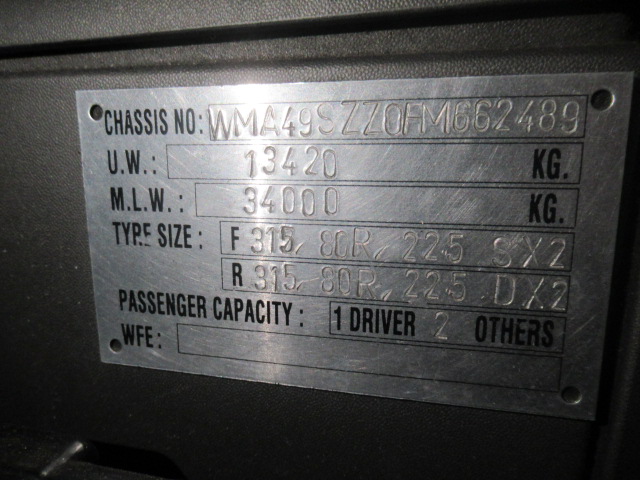 CHASSIS NO: WMA49SZZ0FM662489
U.W.: 13420 KG.
M.L.W.: 34000 KG.
TYPE SIZE: F 315/80R/22.5 SX2
R 315/80R/22.5 DX2
PASSENGER CAPACITY: 1 DRIVER 2 OTHERS
WFE: